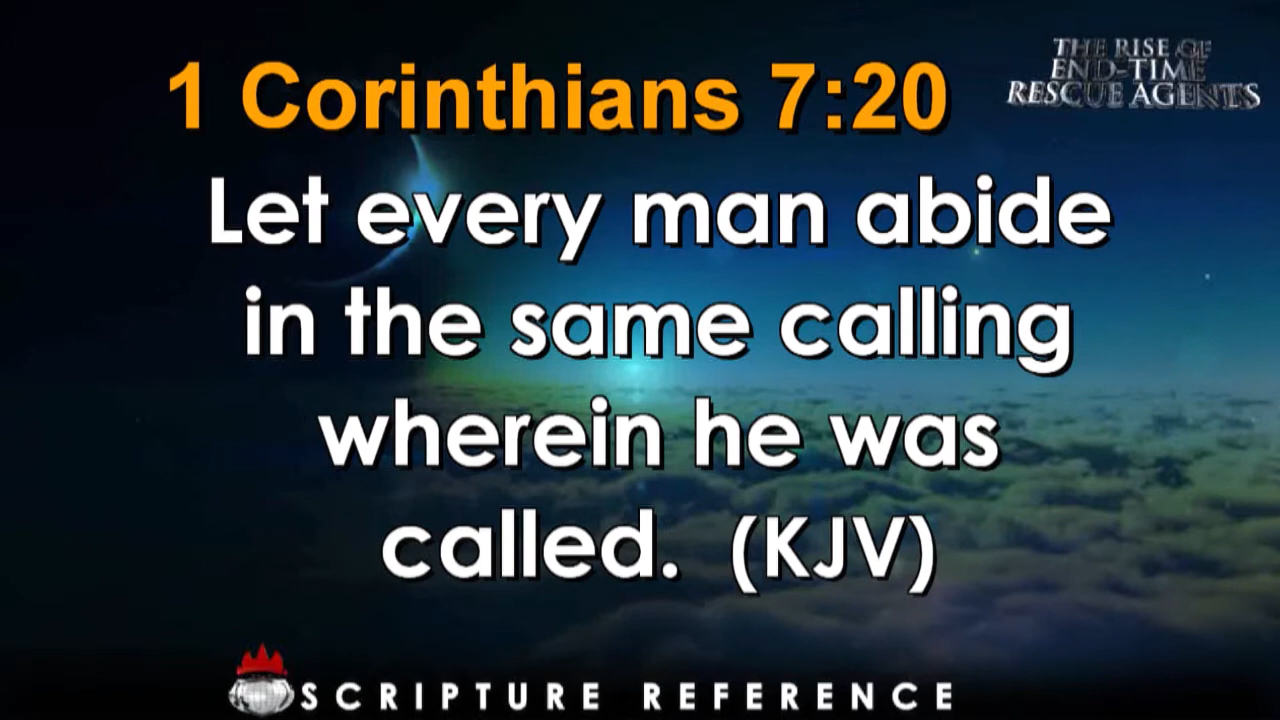 1 Corinthians 7:20
THE RISE OF
END-TIME
RESCUE AGENTS
Let every man abide
in the same calling
wherein he was
called. (KJV)
SCRIPTURE REFERENCE